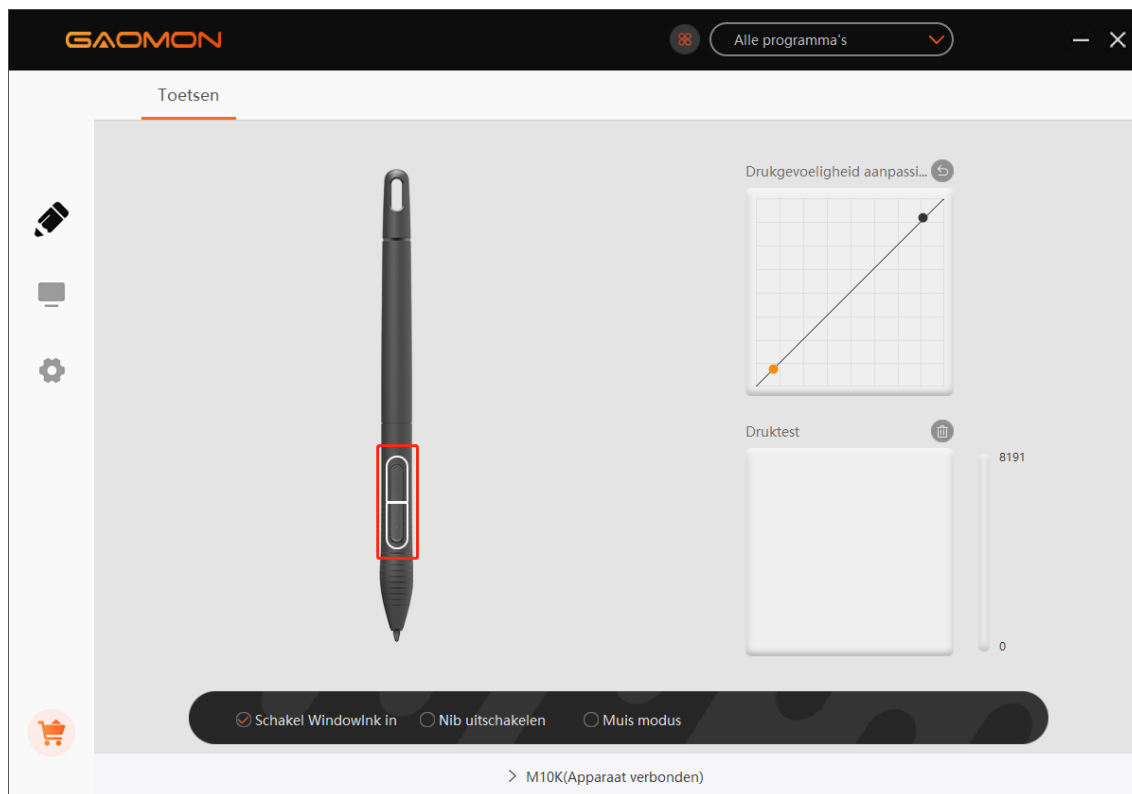 GAOMON
Alle programma's
Toetsen
Drukgevoeligheid aanpassi...
Druktest
8191
0
Schakel WindowInk in
Nib uitschakelen
Muis modus
M10K(Apparaat verbonden)